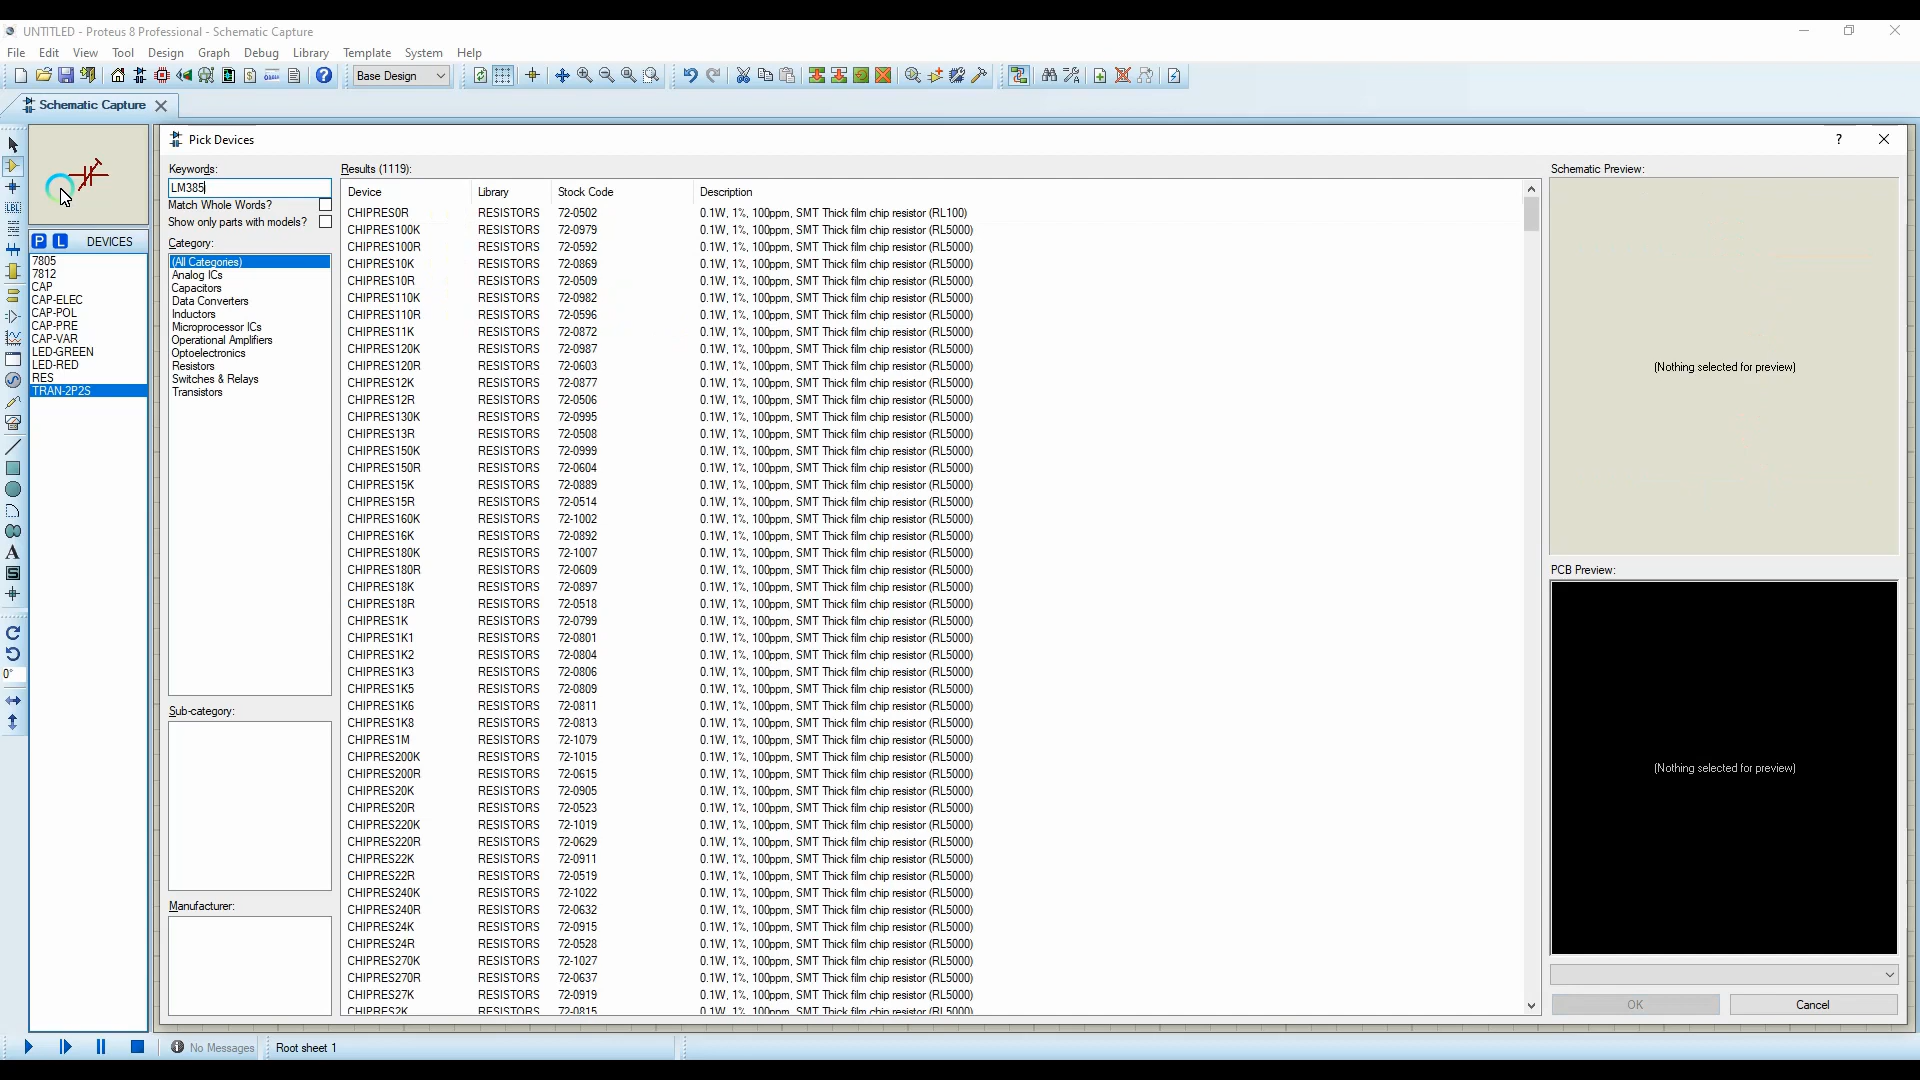 UNTITLED - Proteus 8 Professional - Schematic Capture
File Edit View Tool Design Graph Debug Library Template System Help
Base Design
Schematic Capture
Pick Devices
Keywords:
LM385
Match Whole Words?
Show only parts with models?
Category:
(All Categories)
Analog ICs
Capacitors
Data Converters
Inductors
Microprocessor ICs
Operational Amplifiers
Optoelectronics
Resistors
Switches & Relays
Transistors
Sub-category:
Manufacturer:
P L DEVICES
7805
7812
CAP
CAP-ELEC
CAP-POL
CAP-PRE
CAP-VAR
LED-GREEN
LED-RED
RES
TRAN-2P2S
LBL
A
S
0°
Results (1119):
Device Library Stock Code Description
CHIPRES0R RESISTORS 72-0502 0.1W, 1%, 100ppm, SMT Thick film chip resistor (RL100)
CHIPRES100K RESISTORS 72-0979 0.1W, 1%, 100ppm, SMT Thick film chip resistor (RL5000)
CHIPRES100R RESISTORS 72-0592 0.1W, 1%, 100ppm, SMT Thick film chip resistor (RL5000)
CHIPRES10K RESISTORS 72-0869 0.1W, 1%, 100ppm, SMT Thick film chip resistor (RL5000)
CHIPRES10R RESISTORS 72-0509 0.1W, 1%, 100ppm, SMT Thick film chip resistor (RL5000)
CHIPRES110K RESISTORS 72-0982 0.1W, 1%, 100ppm, SMT Thick film chip resistor (RL5000)
CHIPRES110R RESISTORS 72-0596 0.1W, 1%, 100ppm, SMT Thick film chip resistor (RL5000)
CHIPRES11K RESISTORS 72-0872 0.1W, 1%, 100ppm, SMT Thick film chip resistor (RL5000)
CHIPRES120K RESISTORS 72-0987 0.1W, 1%, 100ppm, SMT Thick film chip resistor (RL5000)
CHIPRES120R RESISTORS 72-0603 0.1W, 1%, 100ppm, SMT Thick film chip resistor (RL5000)
CHIPRES12K RESISTORS 72-0877 0.1W, 1%, 100ppm, SMT Thick film chip resistor (RL5000)
CHIPRES12R RESISTORS 72-0506 0.1W, 1%, 100ppm, SMT Thick film chip resistor (RL5000)
CHIPRES130K RESISTORS 72-0995 0.1W, 1%, 100ppm, SMT Thick film chip resistor (RL5000)
CHIPRES13R RESISTORS 72-0508 0.1W, 1%, 100ppm, SMT Thick film chip resistor (RL5000)
CHIPRES150K RESISTORS 72-0999 0.1W, 1%, 100ppm, SMT Thick film chip resistor (RL5000)
CHIPRES150R RESISTORS 72-0604 0.1W, 1%, 100ppm, SMT Thick film chip resistor (RL5000)
CHIPRES15K RESISTORS 72-0889 0.1W, 1%, 100ppm, SMT Thick film chip resistor (RL5000)
CHIPRES15R RESISTORS 72-0514 0.1W, 1%, 100ppm, SMT Thick film chip resistor (RL5000)
CHIPRES160K RESISTORS 72-1002 0.1W, 1%, 100ppm, SMT Thick film chip resistor (RL5000)
CHIPRES16K RESISTORS 72-0892 0.1W, 1%, 100ppm, SMT Thick film chip resistor (RL5000)
CHIPRES180K RESISTORS 72-1007 0.1W, 1%, 100ppm, SMT Thick film chip resistor (RL5000)
CHIPRES180R RESISTORS 72-0609 0.1W, 1%, 100ppm, SMT Thick film chip resistor (RL5000)
CHIPRES18K RESISTORS 72-0897 0.1W, 1%, 100ppm, SMT Thick film chip resistor (RL5000)
CHIPRES18R RESISTORS 72-0518 0.1W, 1%, 100ppm, SMT Thick film chip resistor (RL5000)
CHIPRES1K RESISTORS 72-0799 0.1W, 1%, 100ppm, SMT Thick film chip resistor (RL5000)
CHIPRES1K1 RESISTORS 72-0801 0.1W, 1%, 100ppm, SMT Thick film chip resistor (RL5000)
CHIPRES1K2 RESISTORS 72-0804 0.1W, 1%, 100ppm, SMT Thick film chip resistor (RL5000)
CHIPRES1K3 RESISTORS 72-0806 0.1W, 1%, 100ppm, SMT Thick film chip resistor (RL5000)
CHIPRES1K5 RESISTORS 72-0809 0.1W, 1%, 100ppm, SMT Thick film chip resistor (RL5000)
CHIPRES1K6 RESISTORS 72-0811 0.1W, 1%, 100ppm, SMT Thick film chip resistor (RL5000)
CHIPRES1K8 RESISTORS 72-0813 0.1W, 1%, 100ppm, SMT Thick film chip resistor (RL5000)
CHIPRES1M RESISTORS 72-1079 0.1W, 1%, 100ppm, SMT Thick film chip resistor (RL5000)
CHIPRES200K RESISTORS 72-1015 0.1W, 1%, 100ppm, SMT Thick film chip resistor (RL5000)
CHIPRES200R RESISTORS 72-0615 0.1W, 1%, 100ppm, SMT Thick film chip resistor (RL5000)
CHIPRES20K RESISTORS 72-0905 0.1W, 1%, 100ppm, SMT Thick film chip resistor (RL5000)
CHIPRES20R RESISTORS 72-0523 0.1W, 1%, 100ppm, SMT Thick film chip resistor (RL5000)
CHIPRES220K RESISTORS 72-1019 0.1W, 1%, 100ppm, SMT Thick film chip resistor (RL5000)
CHIPRES220R RESISTORS 72-0629 0.1W, 1%, 100ppm, SMT Thick film chip resistor (RL5000)
CHIPRES22K RESISTORS 72-0911 0.1W, 1%, 100ppm, SMT Thick film chip resistor (RL5000)
CHIPRES22R RESISTORS 72-0519 0.1W, 1%, 100ppm, SMT Thick film chip resistor (RL5000)
CHIPRES240K RESISTORS 72-1022 0.1W, 1%, 100ppm, SMT Thick film chip resistor (RL5000)
CHIPRES240R RESISTORS 72-0632 0.1W, 1%, 100ppm, SMT Thick film chip resistor (RL5000)
CHIPRES24K RESISTORS 72-0915 0.1W, 1%, 100ppm, SMT Thick film chip resistor (RL5000)
CHIPRES24R RESISTORS 72-0528 0.1W, 1%, 100ppm, SMT Thick film chip resistor (RL5000)
CHIPRES270K RESISTORS 72-1027 0.1W, 1%, 100ppm, SMT Thick film chip resistor (RL5000)
CHIPRES270R RESISTORS 72-0637 0.1W, 1%, 100ppm, SMT Thick film chip resistor (RL5000)
CHIPRES27K RESISTORS 72-0919 0.1W, 1%, 100ppm, SMT Thick film chip resistor (RL5000)
CHIPRES2K RESISTORS 72-0815 0.1W, 1%, 100ppm, SMT Thick film chip resistor (RL5000)
Schematic Preview:
(Nothing selected for preview)
PCB Preview:
(Nothing selected for preview)
OK Cancel
No Messages Root sheet 1